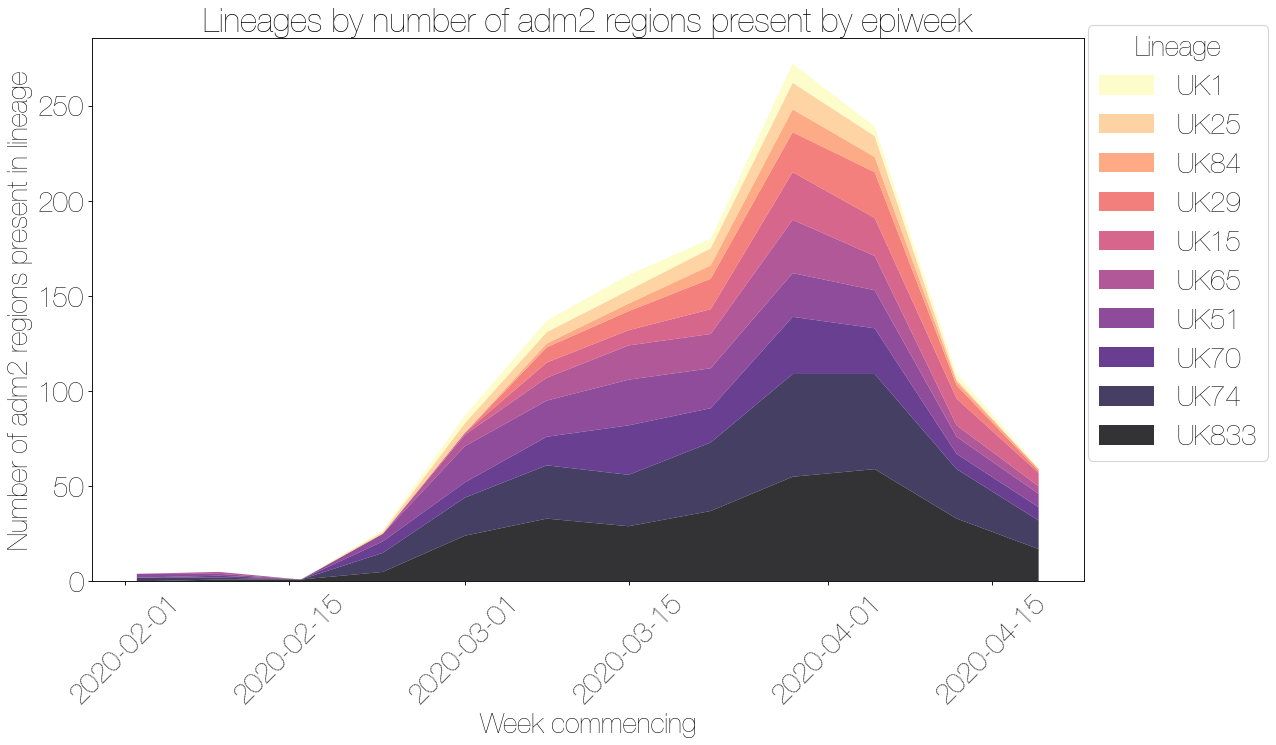 Lineages by number of adm2 regions present by epiweek
Number of adm2 regions present in lineage
250
200
150
100
50
0
2020-02-01
2020-02-15
2020-03-01
2020-03-15
2020-04-01
2020-04-15
Week commencing
Lineage
UK1
UK25
UK84
UK29
UK15
UK65
UK51
UK70
UK74
UK833